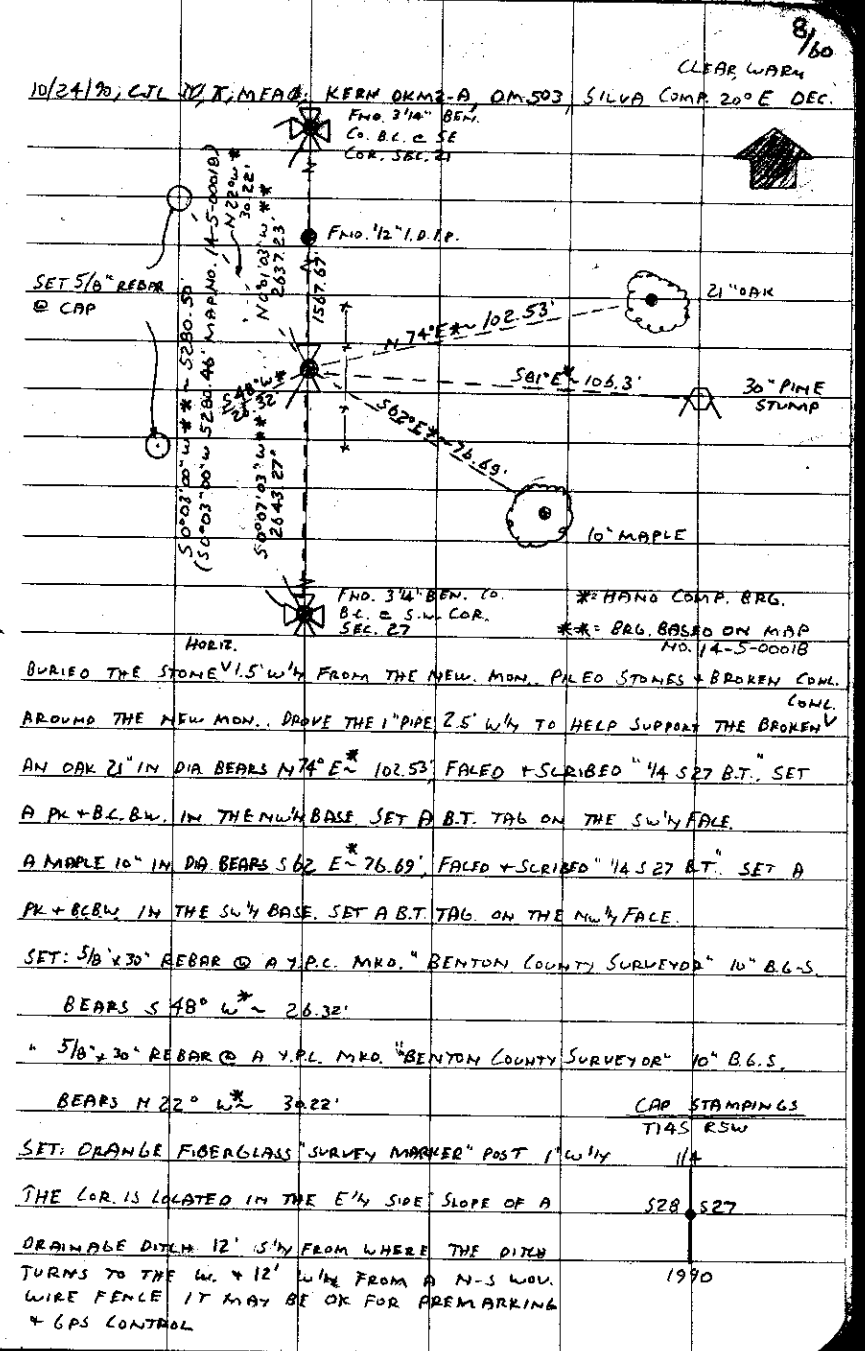 8/60
CLEAR, WARM
10/24/90; CJL, KERN DKM2-A, DM-503, SILVA COMP. 20° E DEC.
FND. 3"14" BEN.
CO. B.C. @ SE
COR. SEC. 21
FND. 1/2" I.D.I.P.
SET 5/8" REBAR
@ CAP
S 0°03'00" W ** ~ 5280.50'
(S 0°03'00" W 5280.46' MAP NO. 14-5-0001B)
N 22° W *
30.22'
N 0°01'03" W **
2637.23'
1567.67'
21" OAK
N 74° E * ~ 102.53'
S 81° E * ~ 106.3'
30" PINE
STUMP
S 48° W *
26.32'
S 62° E * ~ 76.69'
S 0°07'03" W **
2643.27'
10" MAPLE
FND. 3"4" BEN. CO.
B.C. @ S.W. COR.
SEC. 27
* = HAND COMP. BRG.
** = BRG. BASED ON MAP
NO. 14-5-0001B
HORIZ.
BURIED THE STONE V 1.5' W'LY FROM THE NEW. MON.. PILED STONES + BROKEN CONC.
CONC.
AROUND THE NEW MON.. DROVE THE 1" PIPE 2.5' W'LY TO HELP SUPPORT THE BROKEN V
AN OAK 21" IN DIA BEARS N 74° E * ~ 102.53', FACED + SCRIBED "1/4 S27 B.T.". SET
A PK + B.C.B.W. IN THE NW'LY BASE. SET A B.T. TAG ON THE SW'LY FACE.
A MAPLE 10" IN DIA BEARS S 62 E * ~ 76.69', FACED + SCRIBED "1/4 S 27 B.T." SET A
PK + BCBW IN THE SW'LY BASE. SET A B.T. TAG ON THE NW'LY FACE.
SET: 5/8" x 30" REBAR @ A Y.P.C. MKD. "BENTON COUNTY SURVEYOR" 10" B.G.S.
BEARS S 48° W * ~ 26.32'
" 5/8" x 30" REBAR @ A Y.P.C. MKD. "BENTON COUNTY SURVEYOR" 10" B.G.S.
BEARS N 22° W * ~ 30.22'
CAP STAMPINGS
T14S R5W
SET: ORANGE FIBERGLASS "SURVEY MARKER" POST 1' W'LY
1/4
THE COR. IS LOCATED IN THE E'LY SIDE SLOPE OF A
S28 S27
DRAINAGE DITCH 12' S'LY FROM WHERE THE DITCH
TURNS TO THE W. + 12' W'LY FROM A N-S WOV.
1990
WIRE FENCE IT MAY BE OK FOR PREMARKING
+ GPS CONTROL